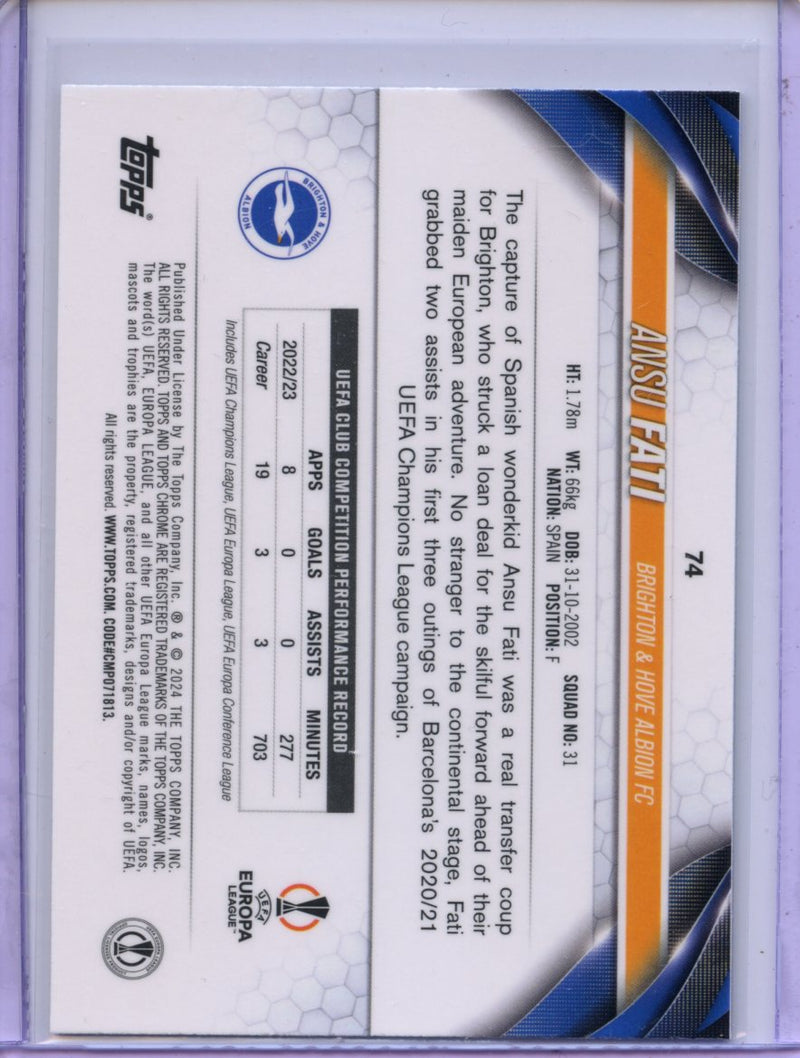 74
ANSU FATI BRIGHTON & HOVE ALBION FC
HT: 1.78m WT: 66kg DOB: 31-10-2002 SQUAD NO: 31
NATION: SPAIN POSITION: F
The capture of Spanish wonderkid Ansu Fati was a real transfer coup
for Brighton, who struck a loan deal for the skilful forward ahead of their
maiden European adventure. No stranger to the continental stage, Fati
grabbed two assists in his first three outings of Barcelona's 2020/21
UEFA Champions League campaign.
BRIGHTON & HOVE
ALBION
UEFA CLUB COMPETITION PERFORMANCE RECORD
APPS GOALS ASSISTS MINUTES
2022/23 8 0 0 277
Career 19 3 3 703
Includes UEFA Champions League, UEFA Europa League, UEFA Europa Conference League
UEFA
EUROPA
LEAGUE™
Topps®
Published Under License by The Topps Company, Inc. ® & © 2024 THE TOPPS COMPANY, INC.
ALL RIGHTS RESERVED. TOPPS AND TOPPS CHROME ARE REGISTERED TRADEMARKS OF THE TOPPS COMPANY, INC.
The word(s) UEFA, EUROPA LEAGUE, and all other UEFA Europa League marks, names, logos,
mascots and trophies are the property, registered trademarks, designs and/or copyright of UEFA.
All rights reserved. WWW.TOPPS.COM. CODE#CMP071813.